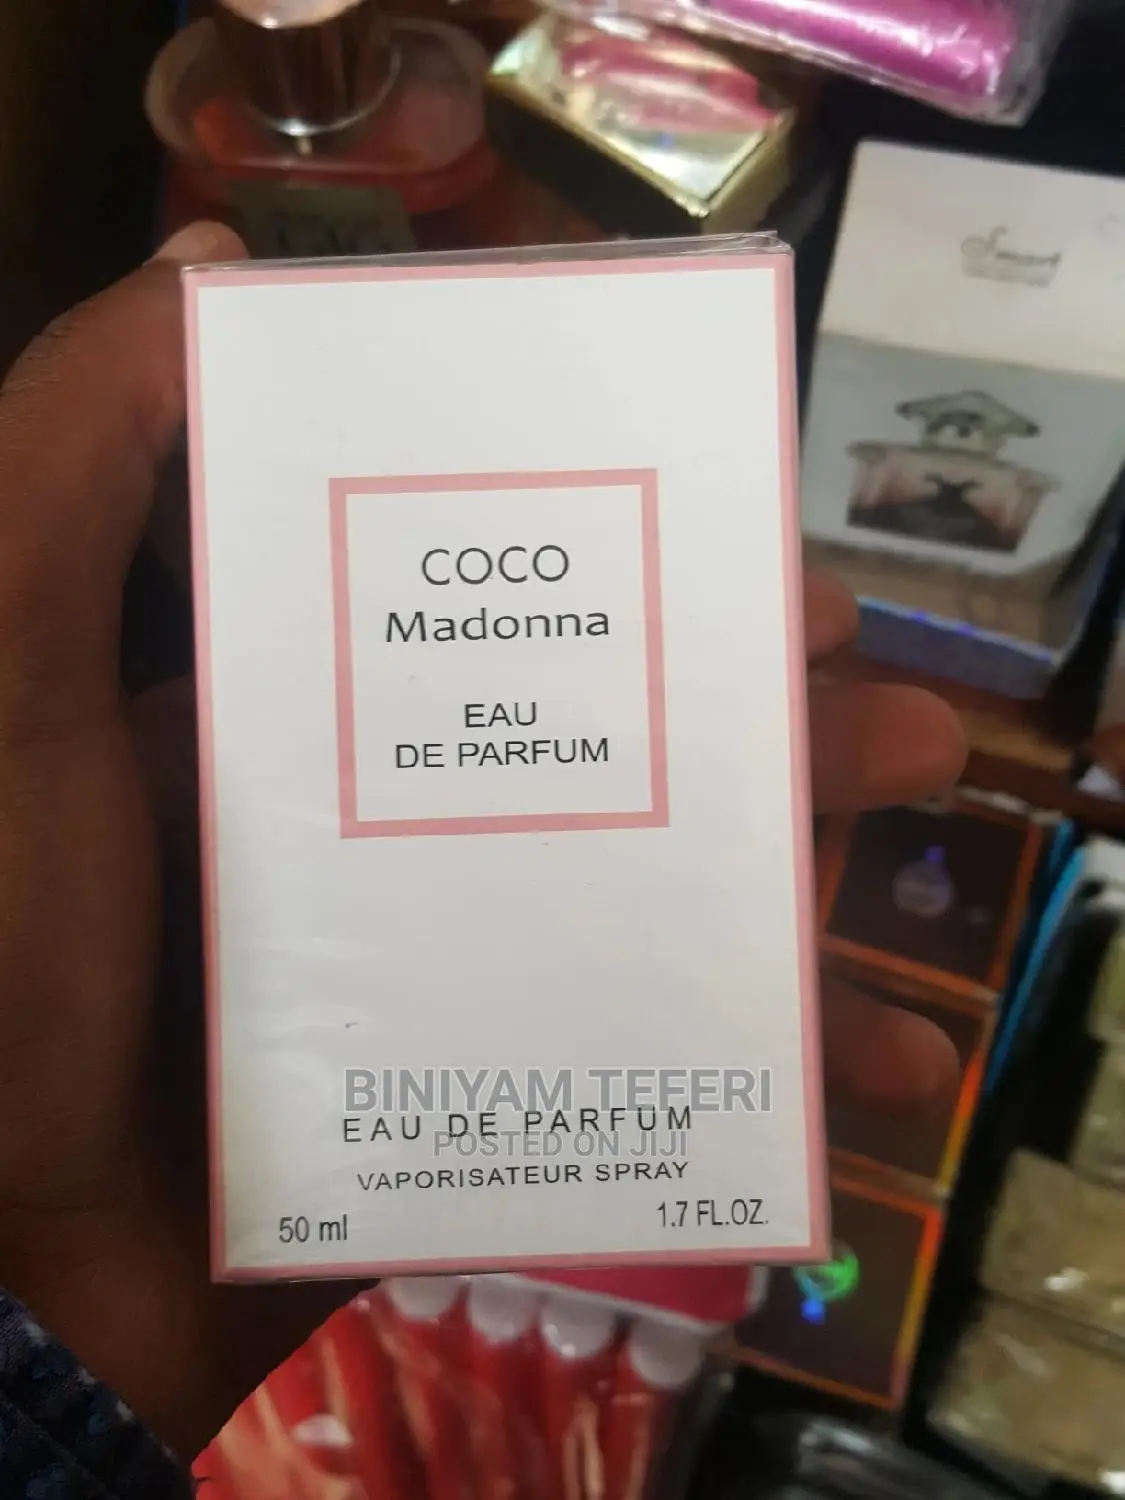 Smart
COCO
Madonna
EAU
DE PARFUM
BINIYAM TEFERI
EAU DE PARFUM
POSTED ON JIJI
VAPORISATEUR SPRAY
50 ml
1.7 FL.OZ.